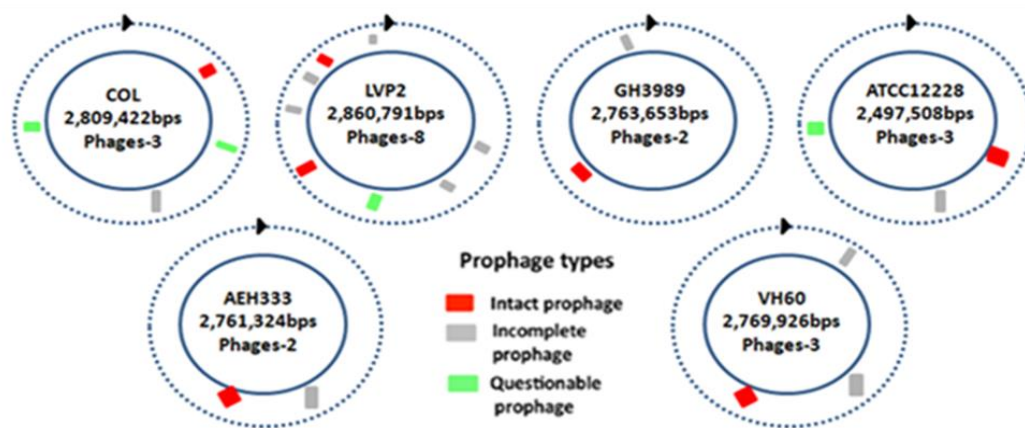 COL
2,809,422bps
Phages-3
LVP2
2,860,791bps
Phages-8
GH3989
2,763,653bps
Phages-2
ATCC12228
2,497,508bps
Phages-3
AEH333
2,761,324bps
Phages-2
Prophage types
Intact prophage
Incomplete
prophage
Questionable
prophage
VH60
2,769,926bps
Phages-3